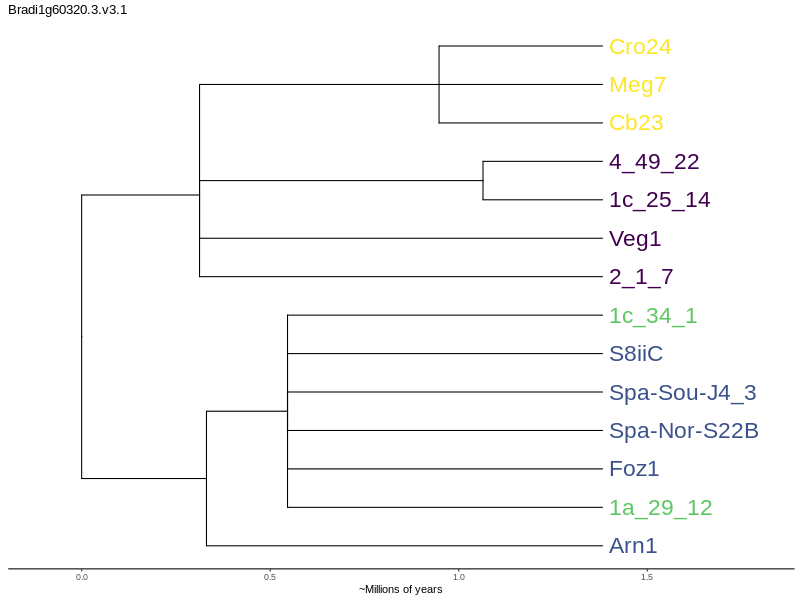 Bradi1g60320.3.v3.1
Cro24
Meg7
Cb23
4_49_22
1c_25_14
Veg1
2_1_7
1c_34_1
S8iiC
Spa-Sou-J4_3
Spa-Nor-S22B
Foz1
1a_29_12
Arn1
0.0 0.5 1.0 1.5
~Millions of years